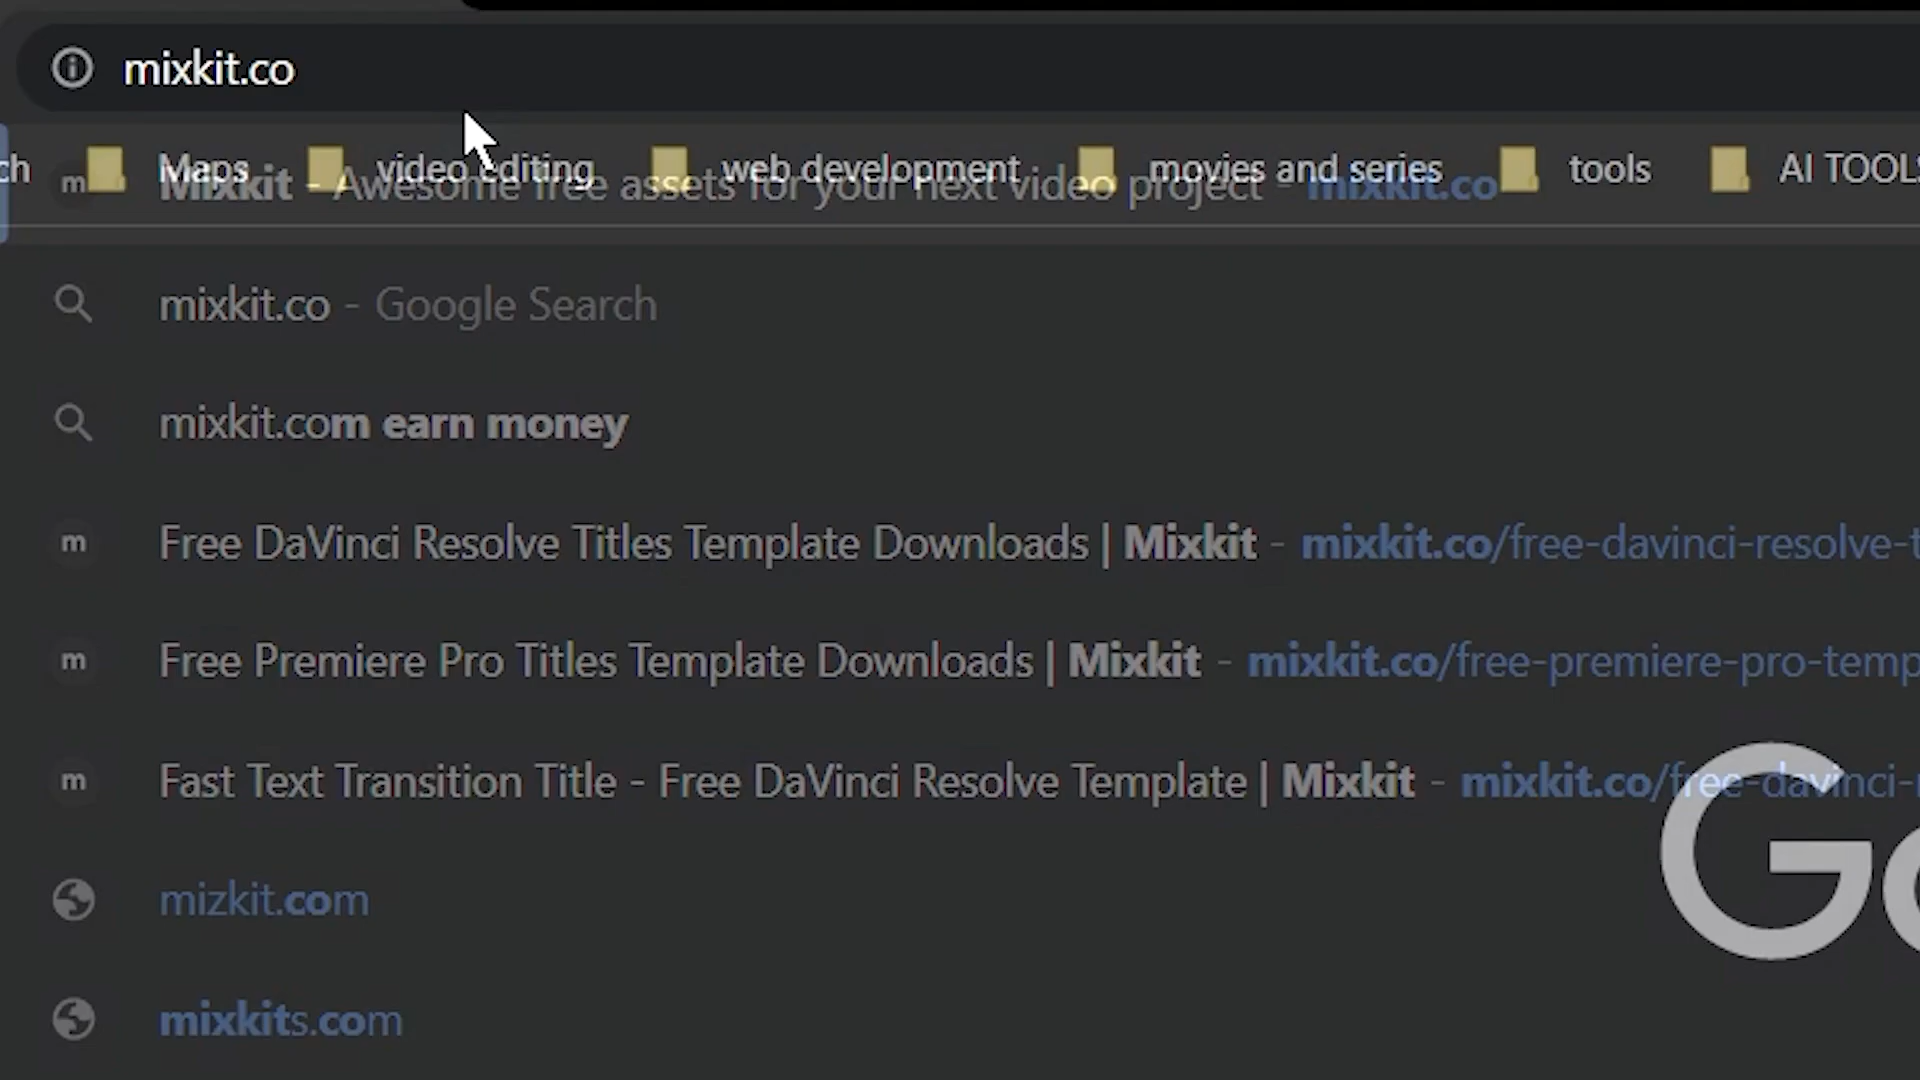 mixkit.co
ch Maps video editing web development movies and series tools AI TOOLS
m Mixkit - Awesome free assets for your next video project - mixkit.co
mixkit.co - Google Search
mixkit.com earn money
m Free DaVinci Resolve Titles Template Downloads | Mixkit - mixkit.co/free-davinci-resolve-t
m Free Premiere Pro Titles Template Downloads | Mixkit - mixkit.co/free-premiere-pro-temp
m Fast Text Transition Title - Free DaVinci Resolve Template | Mixkit - mixkit.co/free-davinci-r
Go
mizkit.com
mixkits.com